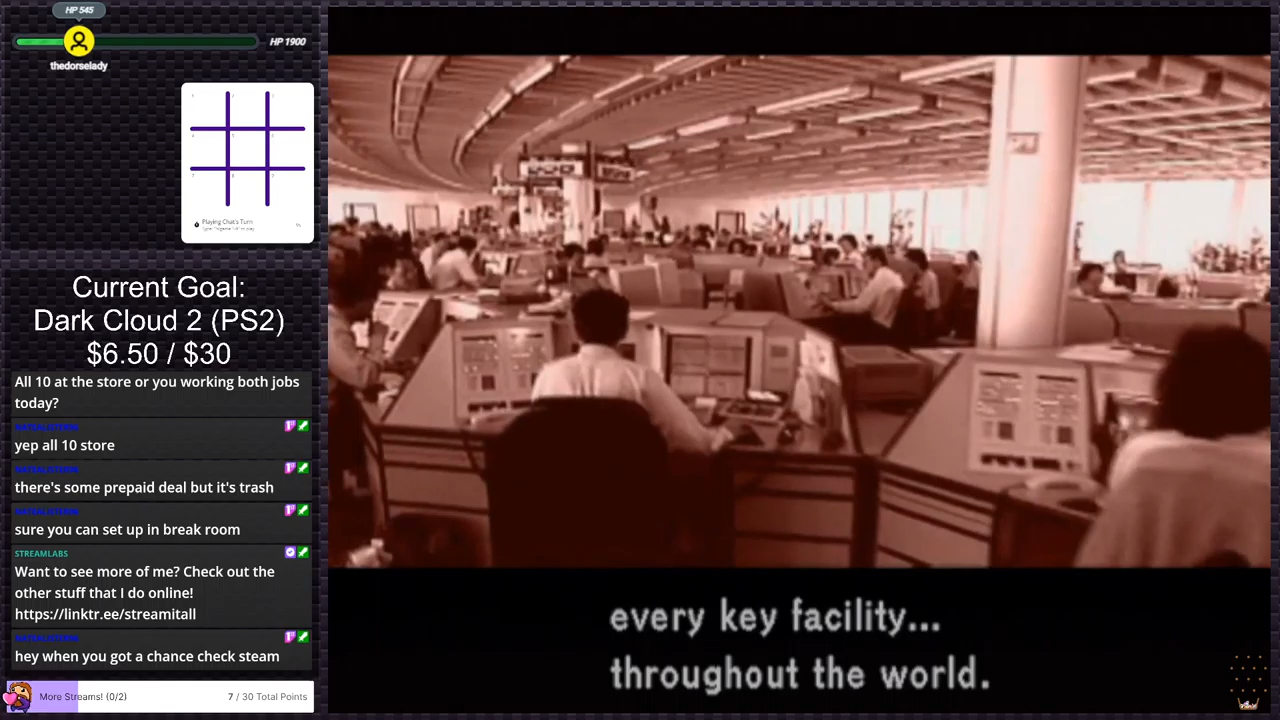 HP 545
HP 1900
thedorselady
Playing Chat's Turn
Current Goal:
Dark Cloud 2 (PS2)
$6.50 / $30
All 10 at the store or you working both jobs
today?
yep all 10 store
there's some prepaid deal but it's trash
sure you can set up in break room
STREAMLABS
Want to see more of me? Check out the
other stuff that I do online!
https://linktr.ee/streamitall
hey when you got a chance check steam
More Streams! (0/2)
7 / 30 Total Points
every key facility...
throughout the world.